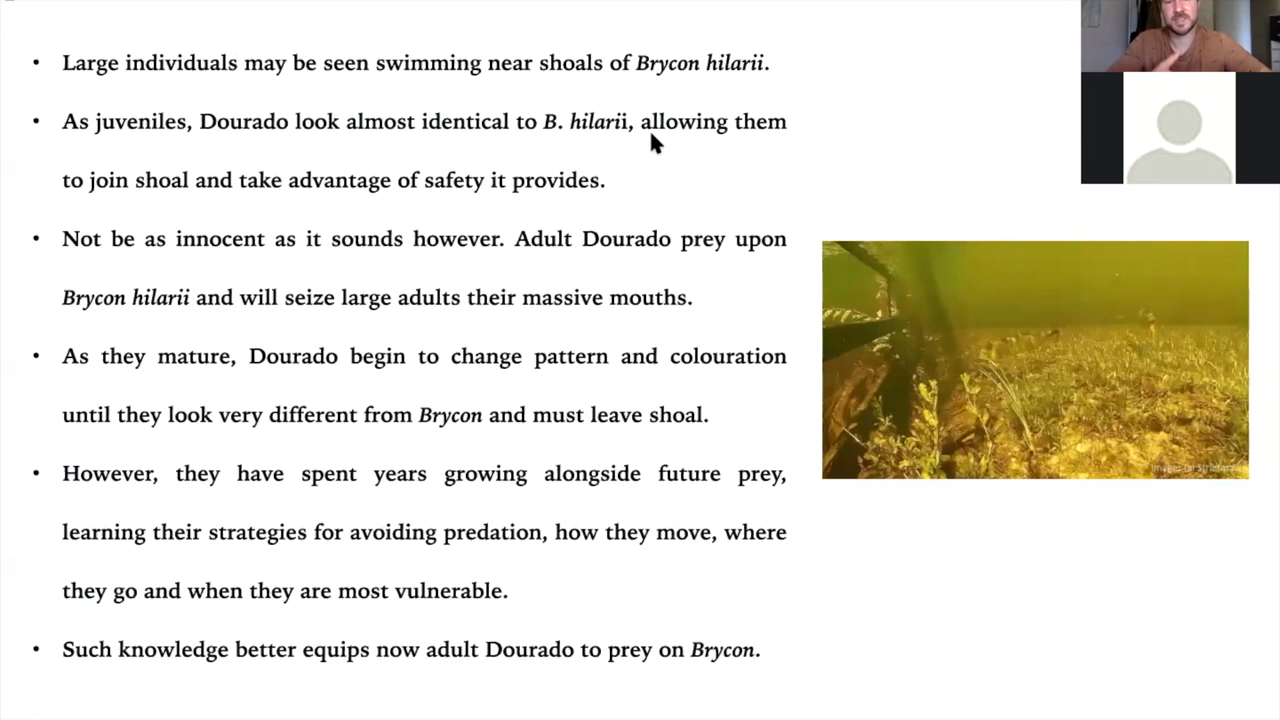 • Large individuals may be seen swimming near shoals of Brycon hilarii.
• As juveniles, Dourado look almost identical to B. hilarii, allowing them
to join shoal and take advantage of safety it provides.
• Not be as innocent as it sounds however. Adult Dourado prey upon
Brycon hilarii and will seize large adults their massive mouths.
• As they mature, Dourado begin to change pattern and colouration
until they look very different from Brycon and must leave shoal.
• However, they have spent years growing alongside future prey,
learning their strategies for avoiding predation, how they move, where
they go and when they are most vulnerable.
• Such knowledge better equips now adult Dourado to prey on Brycon.